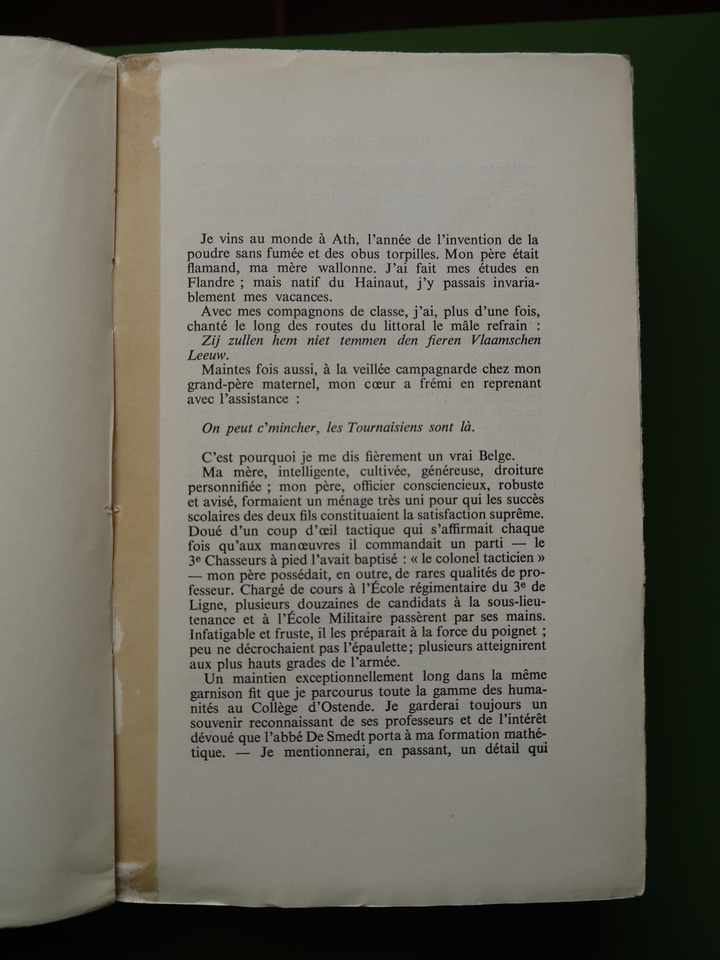 Je vins au monde à Ath, l'année de l'invention de la
poudre sans fumée et des obus torpilles. Mon père était
flamand, ma mère wallonne. J'ai fait mes études en
Flandre ; mais natif du Hainaut, j'y passais invaria-
blement mes vacances.
Avec mes compagnons de classe, j'ai, plus d'une fois,
chanté le long des routes du littoral le mâle refrain :
Zij zullen hem niet temmen den fieren Vlaamschen
Leeuw.
Maintes fois aussi, à la veillée campagnarde chez mon
grand-père maternel, mon cœur a frémi en reprenant
avec l'assistance :
On peut c'mincher, les Tournaisiens sont là.
C'est pourquoi je me dis fièrement un vrai Belge.
Ma mère, intelligente, cultivée, généreuse, droiture
personnifiée ; mon père, officier consciencieux, robuste
et avisé, formaient un ménage très uni pour qui les succès
scolaires des deux fils constituaient la satisfaction suprême.
Doué d'un coup d'œil tactique qui s'affirmait chaque
fois qu'aux manœuvres il commandait un parti — le
3e Chasseurs à pied l'avait baptisé : « le colonel tacticien »
— mon père possédait, en outre, de rares qualités de pro-
fesseur. Chargé de cours à l'École régimentaire du 3e de
Ligne, plusieurs douzaines de candidats à la sous-lieu-
tenance et à l'École Militaire passèrent par ses mains.
Infatigable et fruste, il les préparait à la force du poignet ;
peu ne décrochaient pas l'épaulette; plusieurs atteignirent
aux plus hauts grades de l'armée.
Un maintien exceptionnellement long dans la même
garnison fit que je parcourus toute la gamme des huma-
nités au Collège d'Ostende. Je garderai toujours un
souvenir reconnaissant de ses professeurs et de l'intérêt
dévoué que l'abbé De Smedt porta à ma formation mathé-
tique. — Je mentionnerai, en passant, un détail qui